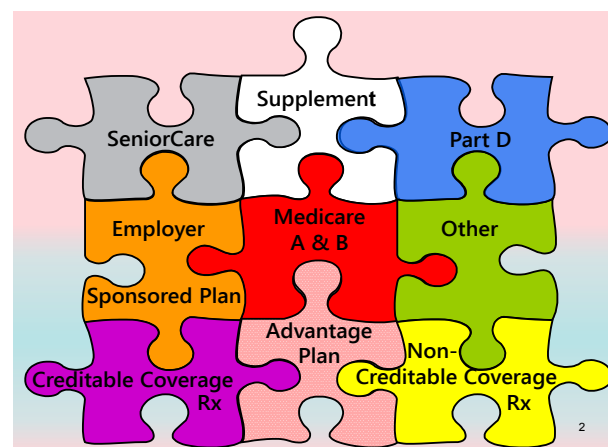 Supplement
SeniorCare
Part D
Employer
Sponsored Plan
Medicare
A & B
Other
Creditable Coverage
Rx
Advantage
Plan
Non-
Creditable Coverage
Rx
2